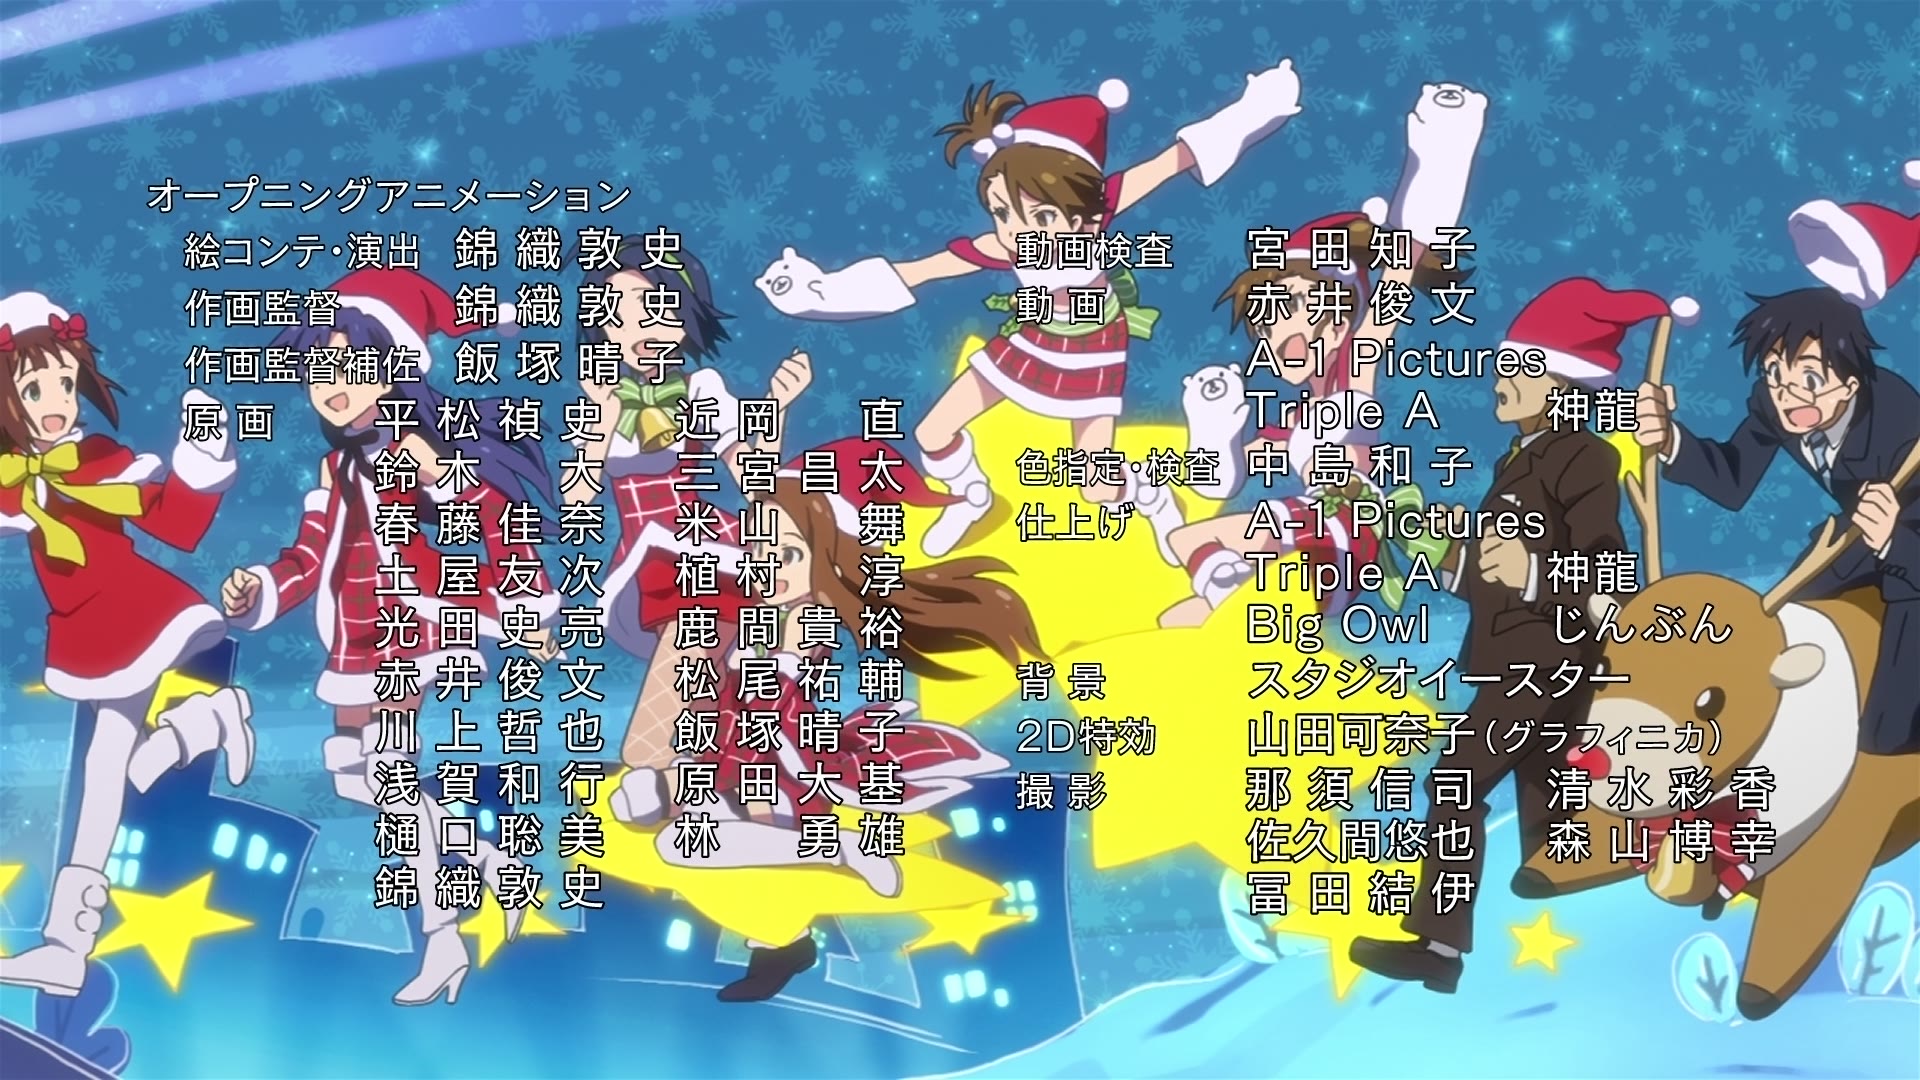 オープニングアニメーション
絵コンテ・演出 錦織敦史
作画監督 錦織敦史
作画監督補佐 飯塚晴子
原画 平松禎史 近岡直
鈴木大 三宮昌太
春藤佳奈 米山舞
土屋友次 植村淳
光田史亮 鹿間貴裕
赤井俊文 松尾祐輔
川上哲也 飯塚晴子
浅賀和行 原田大基
樋口聡美 林勇雄
錦織敦史
動画検査 宮田知子
動画 赤井俊文
A-1 Pictures
Triple A 神龍
色指定・検査 中島和子
仕上げ A-1 Pictures
Triple A 神龍
Big Owl じんぶん
背景 スタジオイースター
2D特効 山田可奈子(グラフィニカ)
撮影 那須信司 清水彩香
佐久間悠也 森山博幸
冨田結伊